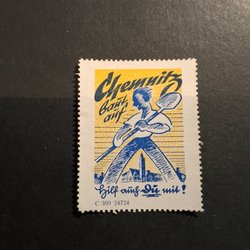 Chemnitz
baut
auf
Hilf auch Du mit!
C 309 24724